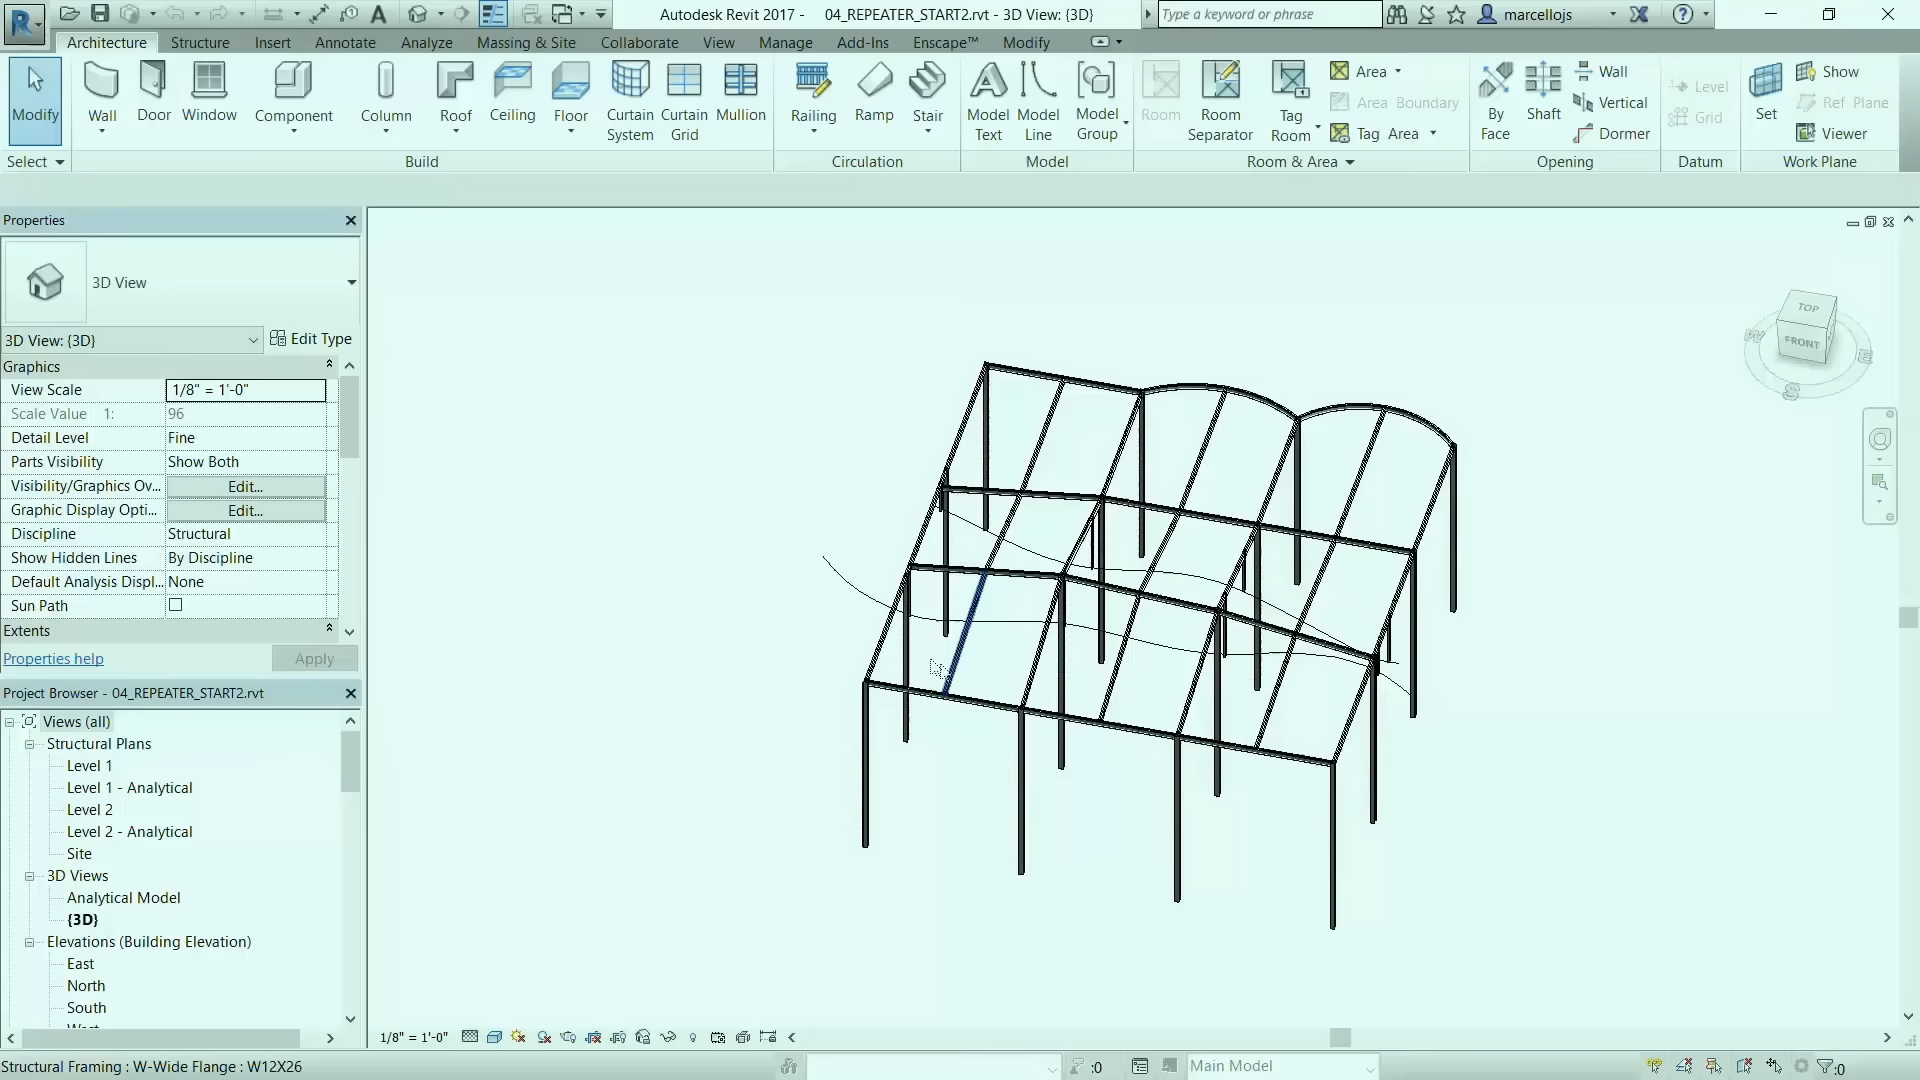 Autodesk Revit 2017 - 04_REPEATER_START2.rvt - 3D View: {3D}
Type a keyword or phrase
marcellojs
Architecture Structure Insert Annotate Analyze Massing & Site Collaborate View Manage Add-Ins Enscape™ Modify
Modify
Wall
Door
Window
Component
Column
Roof
Ceiling
Floor
Curtain System
Curtain Grid
Mullion
Railing
Ramp
Stair
Model Text
Model Line
Model Group
Room
Room Separator
Tag Room
Area
Area Boundary
Tag Area
By Face
Shaft
Wall
Vertical
Dormer
Level
Grid
Set
Show
Ref Plane
Viewer
Select
Build
Circulation
Model
Room & Area
Opening
Datum
Work Plane
Properties
3D View
3D View: {3D}
Edit Type
Graphics
View Scale 1/8" = 1'-0"
Scale Value 1: 96
Detail Level Fine
Parts Visibility Show Both
Visibility/Graphics Ov... Edit...
Graphic Display Opti... Edit...
Discipline Structural
Show Hidden Lines By Discipline
Default Analysis Displ... None
Sun Path
Extents
Properties help
Apply
Project Browser - 04_REPEATER_START2.rvt
Views (all)
Structural Plans
Level 1
Level 1 - Analytical
Level 2
Level 2 - Analytical
Site
3D Views
Analytical Model
{3D}
Elevations (Building Elevation)
East
North
South
West
TOP
FRONT
W
E
S
1/8" = 1'-0"
Structural Framing : W-Wide Flange : W12X26
:0
Main Model
:0